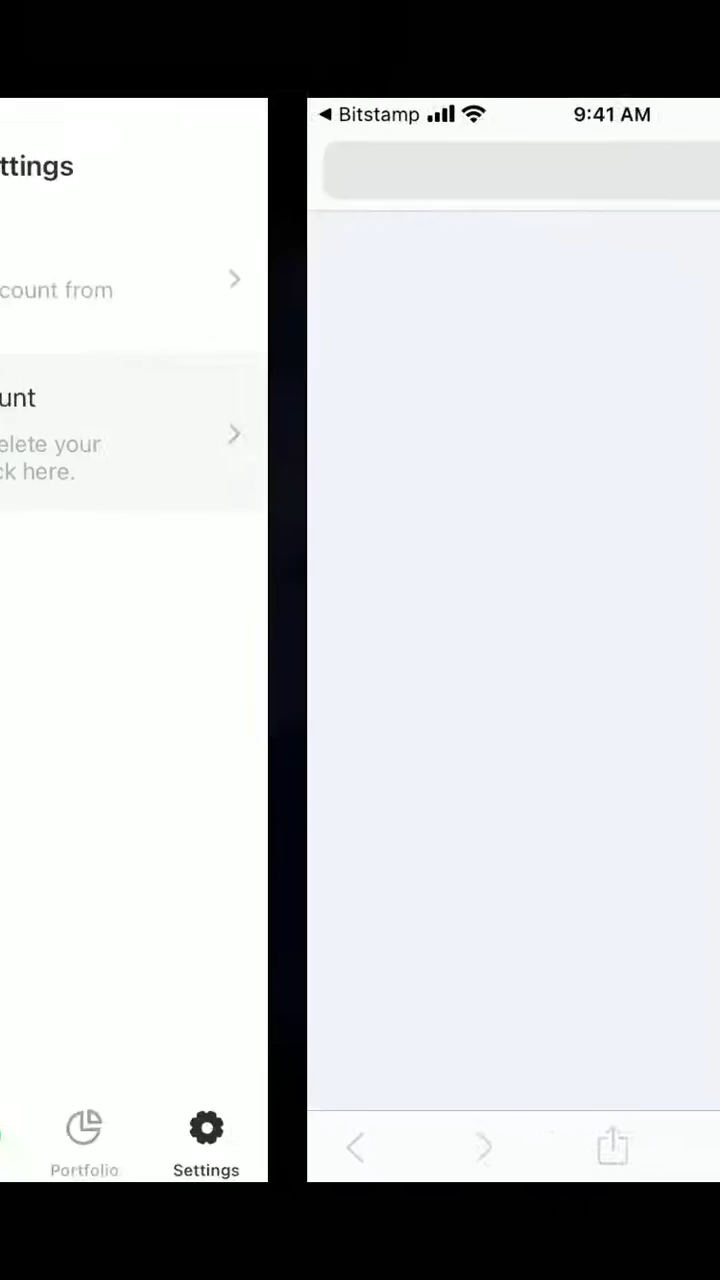 ttings
count from
unt
elete your
ck here.
Portfolio
Settings
◀ Bitstamp
9:41 AM